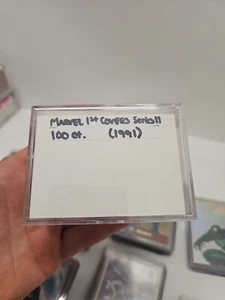 MARVEL 1st COVERS Series II
100 ct. (1991)